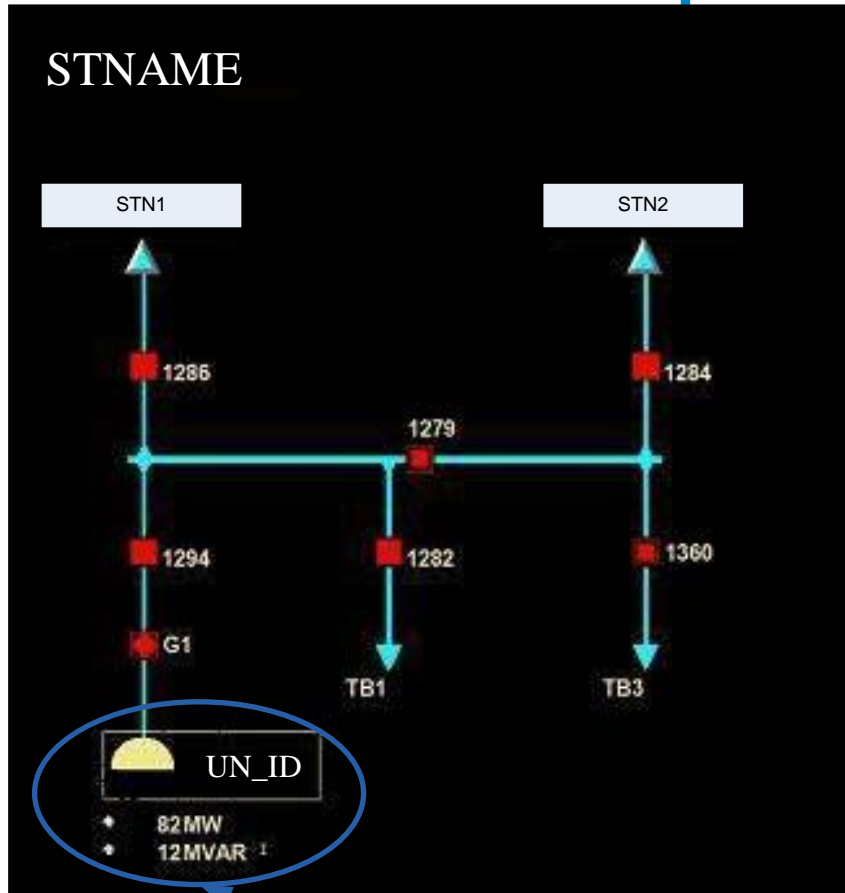 STNAME
STN1
STN2
1286
1284
1279
1294
1282
1360
G1
TB1
TB3
UN_ID
82MW
12MVAR